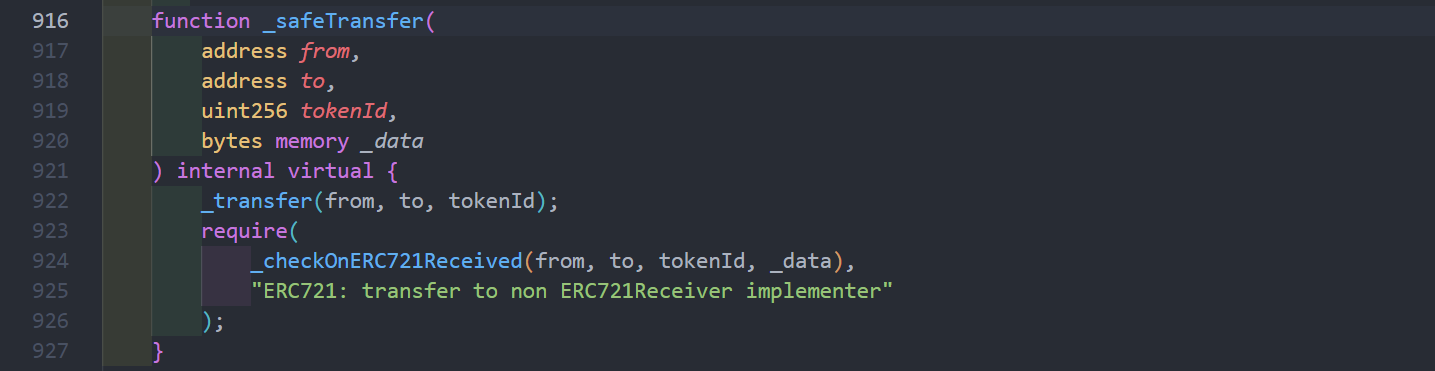 916 function _safeTransfer(
917 address from,
918 address to,
919 uint256 tokenId,
920 bytes memory _data
921 ) internal virtual {
922 _transfer(from, to, tokenId);
923 require(
924 _checkOnERC721Received(from, to, tokenId, _data),
925 "ERC721: transfer to non ERC721Receiver implementer"
926 );
927 }